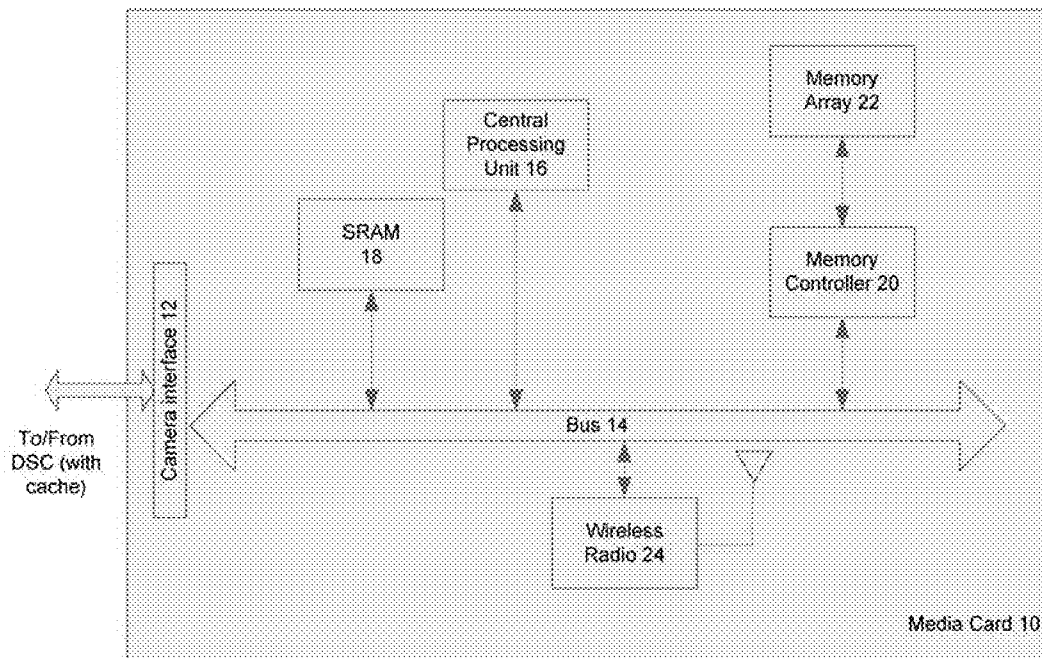 Memory
Array 22
Central
Processing
Unit 16
SRAM
18
Memory
Controller 20
Camera interface 12
To/From
DSC (with
cache)
Bus 14
Wireless
Radio 24
Media Card 10